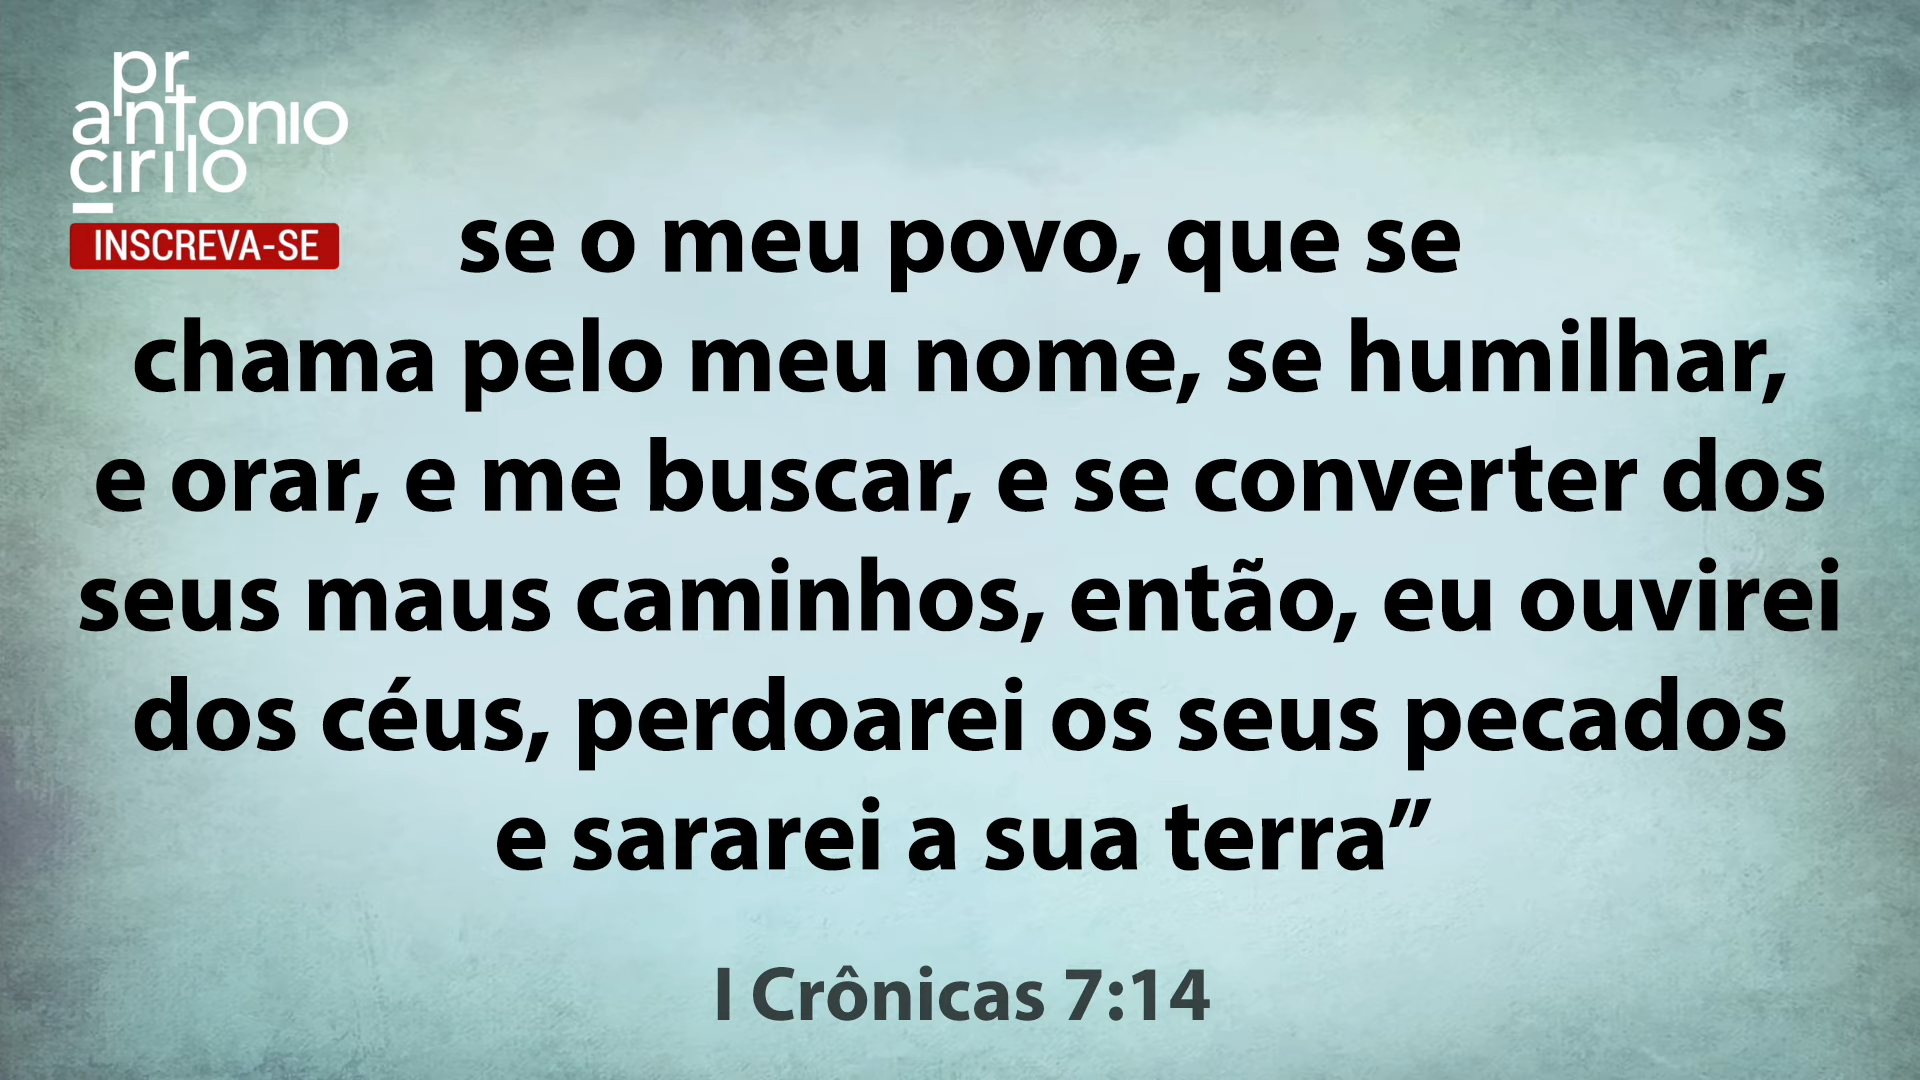 pr
antonio
cirilo
INSCREVA-SE
se o meu povo, que se
chama pelo meu nome, se humilhar,
e orar, e me buscar, e se converter dos
seus maus caminhos, então, eu ouvirei
dos céus, perdoarei os seus pecados
e sararei a sua terra”
I Crônicas 7:14